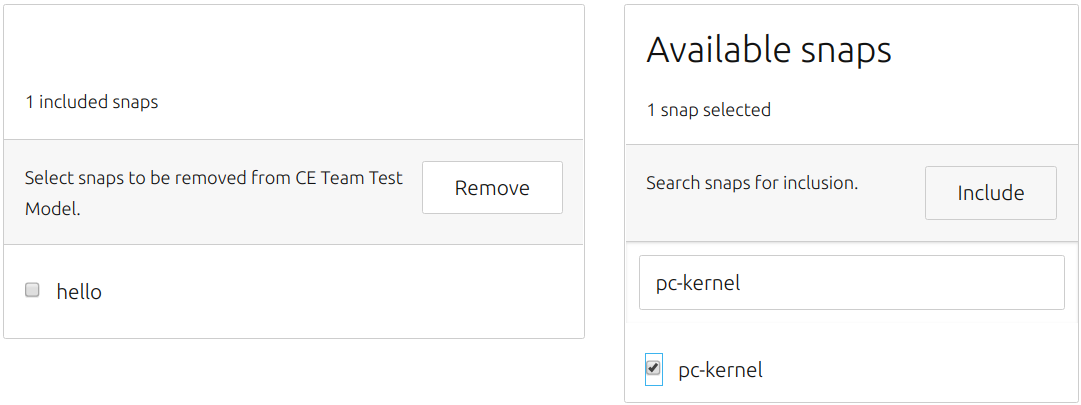 1 included snaps
Select snaps to be removed from CE Team Test
Model.
Remove
hello
Available snaps
1 snap selected
Search snaps for inclusion.
Include
pc-kernel
pc-kernel